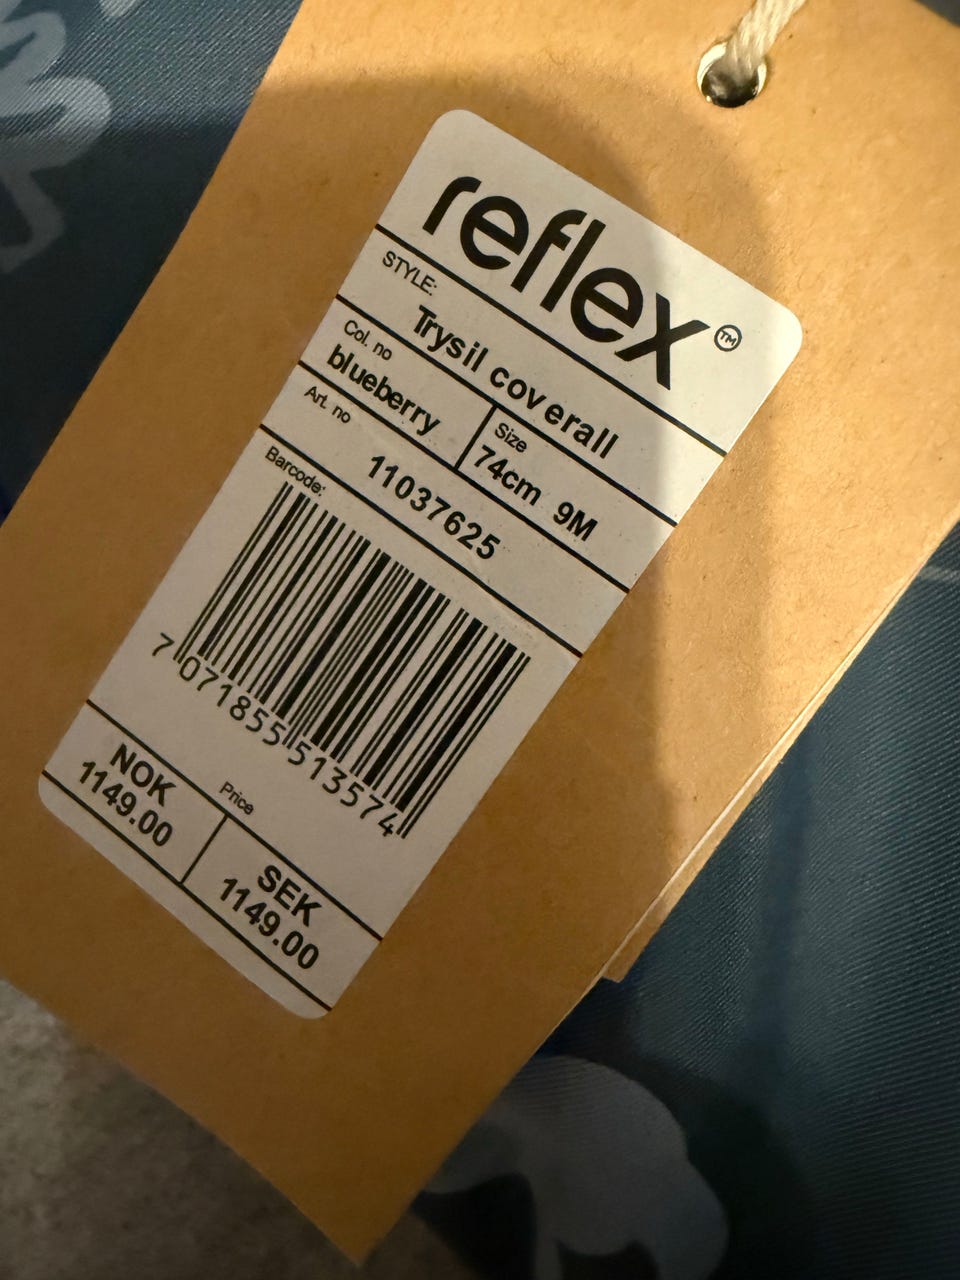 reflex™
STYLE:
Trysil coverall
Col. no
blueberry
Size
74cm 9M
Art. no
11037625
Barcode:
7 071855 513574
Price
NOK
1149.00
SEK
1149.00